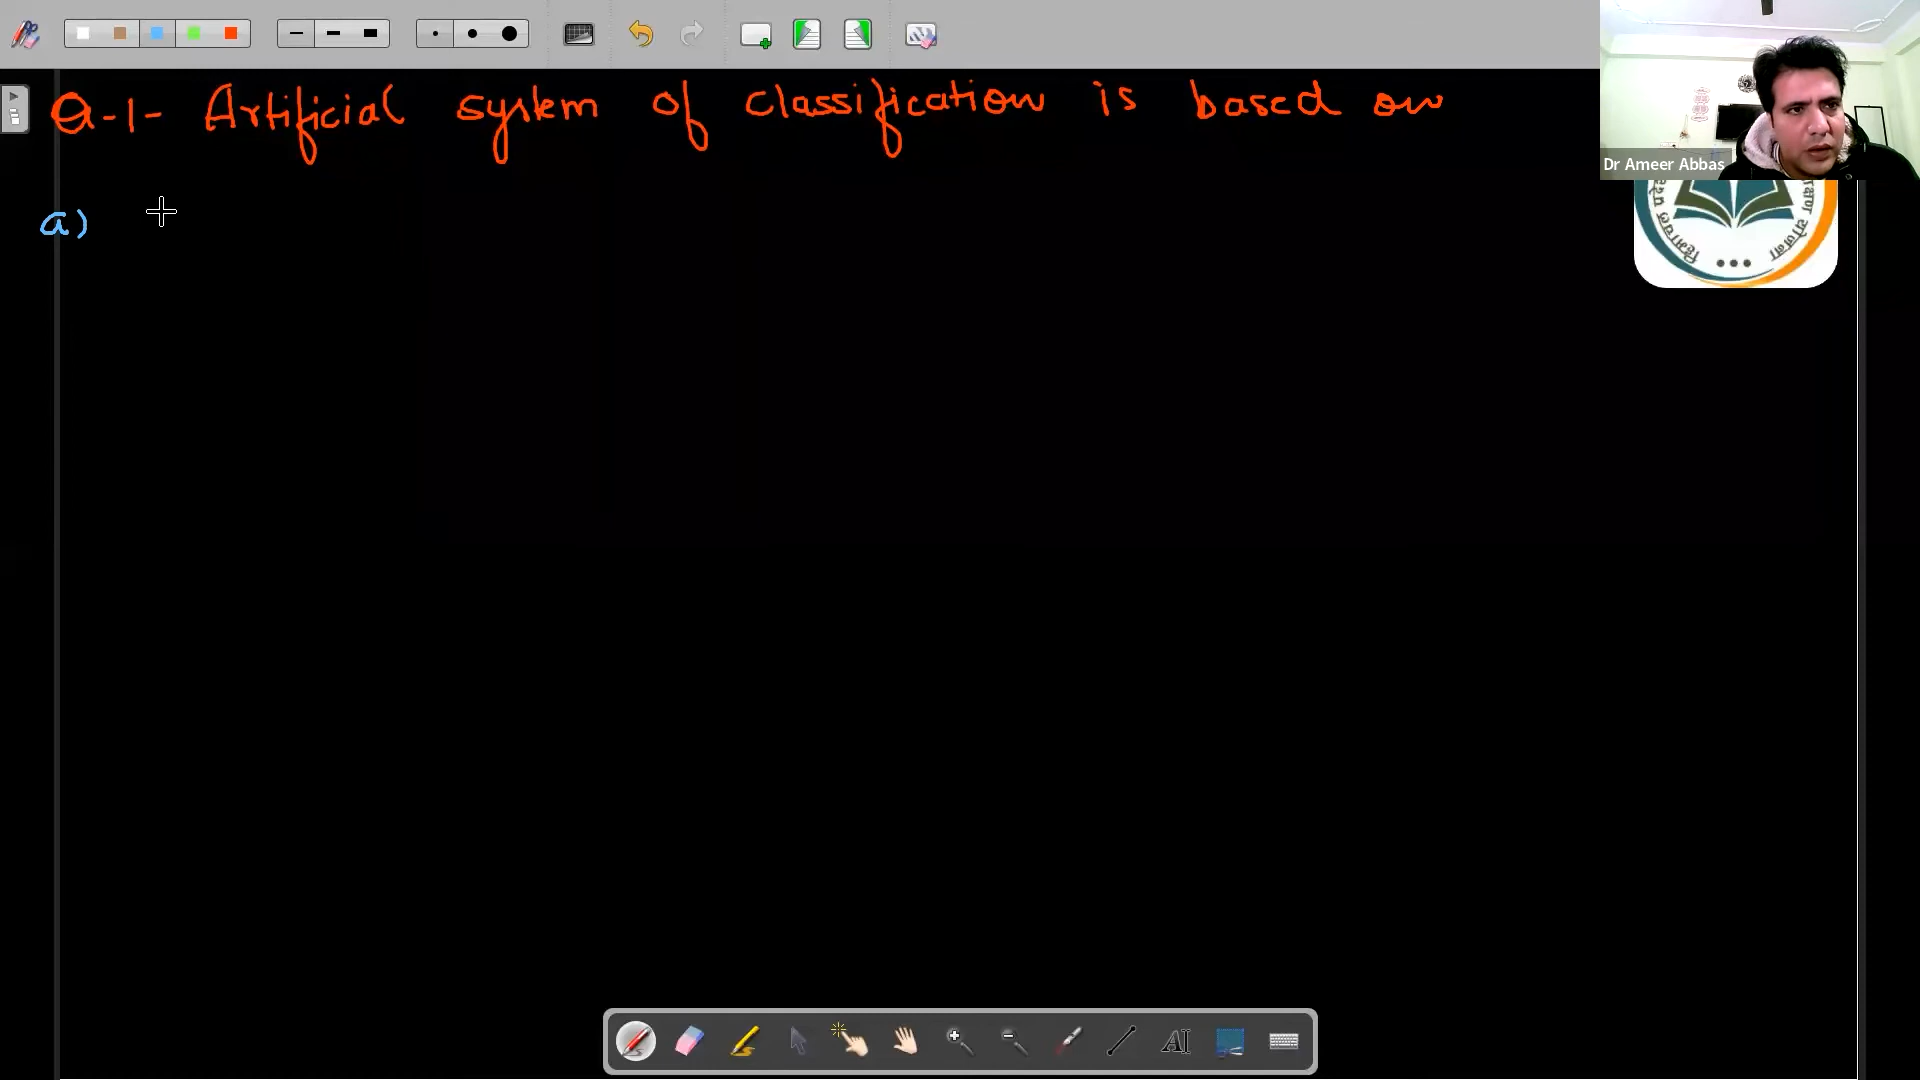 Q-1- Artificial system of classification is based on
a)
Dr Ameer Abbas